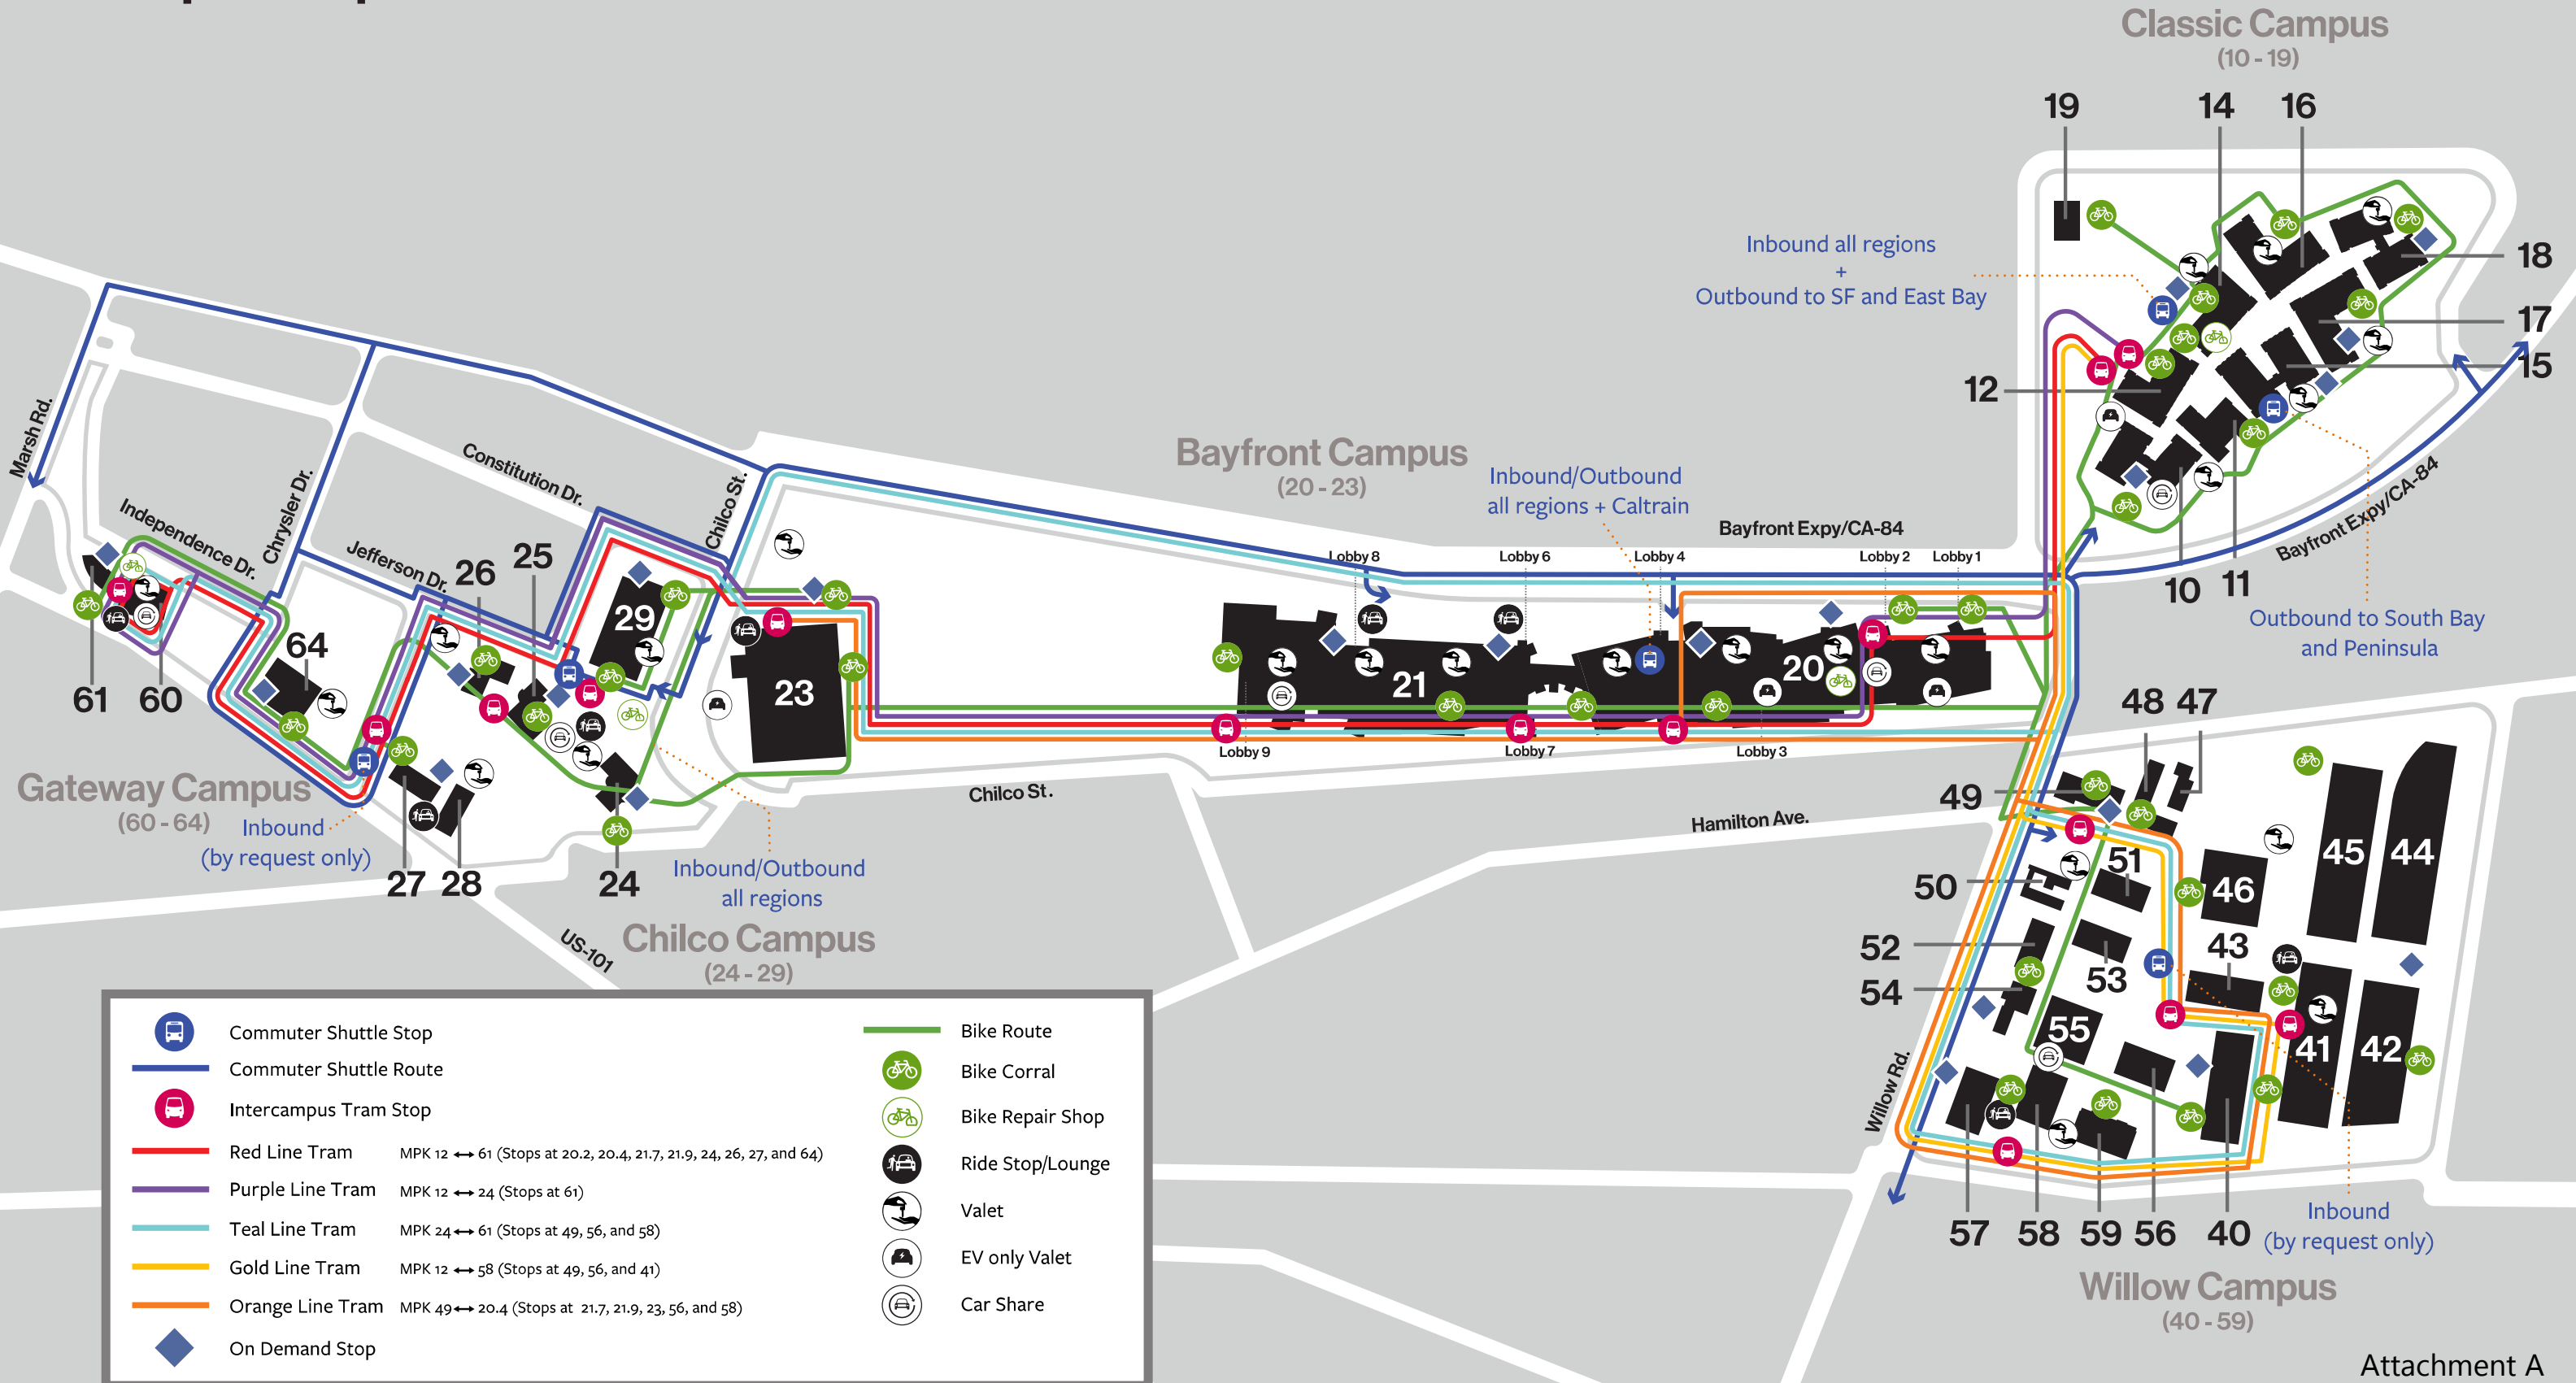 Classic Campus
(10 - 19)
19
14
16
Inbound all regions
+
Outbound to SF and East Bay
18
17
15
12
10
11
Bayfront Expy/CA-84
Outbound to South Bay
and Peninsula
Marsh Rd.
Independence Dr.
Chrysler Dr.
Constitution Dr.
Jefferson Dr.
Chilco St.
26
25
29
64
61
60
Gateway Campus
(60 - 64)
Inbound
(by request only)
27
28
24
Inbound/Outbound
all regions
Chilco Campus
(24 - 29)
US-101
Bayfront Campus
(20 - 23)
Inbound/Outbound
all regions + Caltrain
Bayfront Expy/CA-84
Lobby 8
Lobby 6
Lobby 4
Lobby 2
Lobby 1
23
21
20
Lobby 9
Lobby 7
Lobby 3
Chilco St.
Hamilton Ave.
48
47
49
51
50
46
45
44
52
53
43
54
55
41
42
Willow Rd.
57
58
59
56
40
Inbound
(by request only)
Willow Campus
(40 - 59)
Commuter Shuttle Stop
Commuter Shuttle Route
Intercampus Tram Stop
Red Line Tram MPK 12 ↔ 61 (Stops at 20.2, 20.4, 21.7, 21.9, 24, 26, 27, and 64)
Purple Line Tram MPK 12 ↔ 24 (Stops at 61)
Teal Line Tram MPK 24 ↔ 61 (Stops at 49, 56, and 58)
Gold Line Tram MPK 12 ↔ 58 (Stops at 49, 56, and 41)
Orange Line Tram MPK 49 ↔ 20.4 (Stops at 21.7, 21.9, 23, 56, and 58)
On Demand Stop
Bike Route
Bike Corral
Bike Repair Shop
Ride Stop/Lounge
Valet
EV only Valet
Car Share
Attachment A